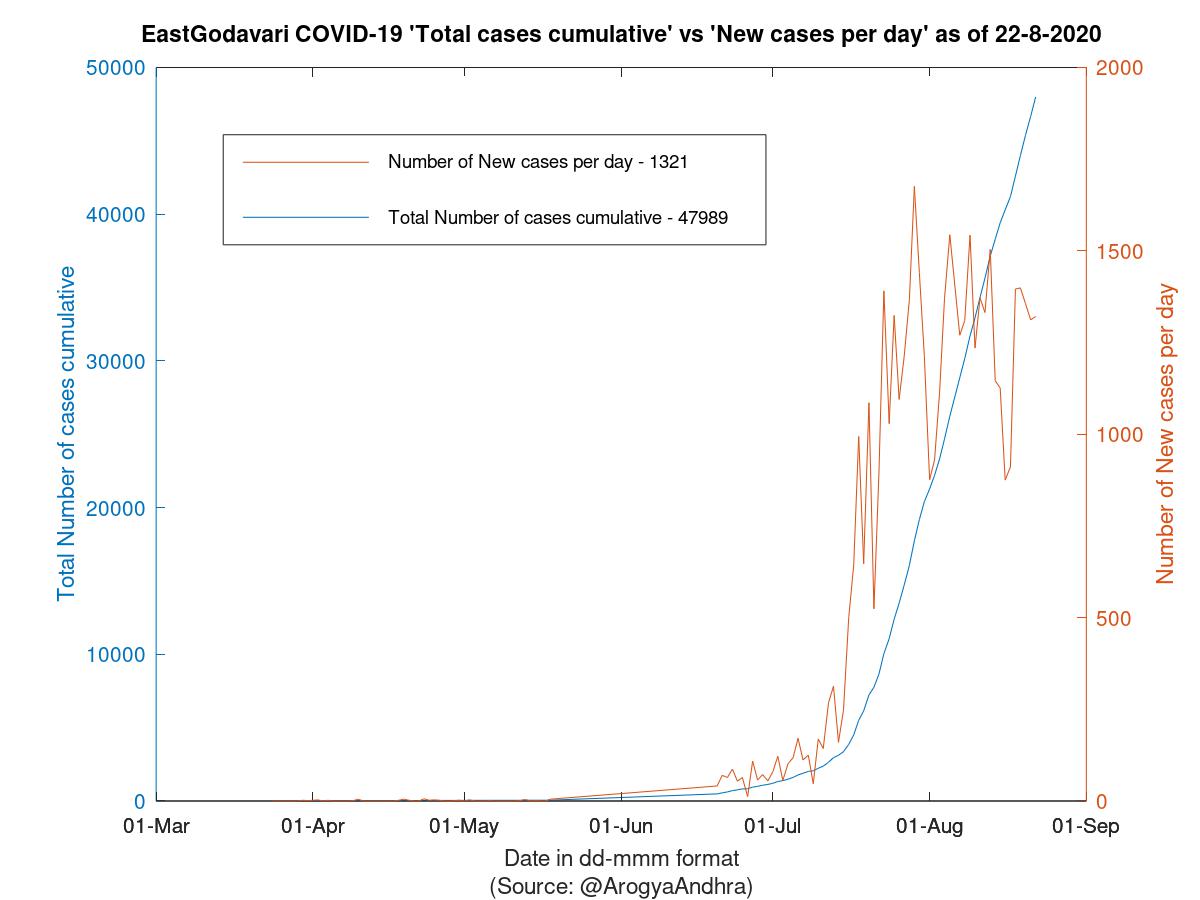 EastGodavari COVID-19 'Total cases cumulative' vs 'New cases per day' as of 22-8-2020
50000
40000
30000
20000
10000
0
Total Number of cases cumulative
Number of New cases per day - 1321
Total Number of cases cumulative - 47989
2000
1500
1000
500
0
Number of New cases per day
01-Mar 01-Apr 01-May 01-Jun 01-Jul 01-Aug 01-Sep
Date in dd-mmm format
(Source: @ArogyaAndhra)